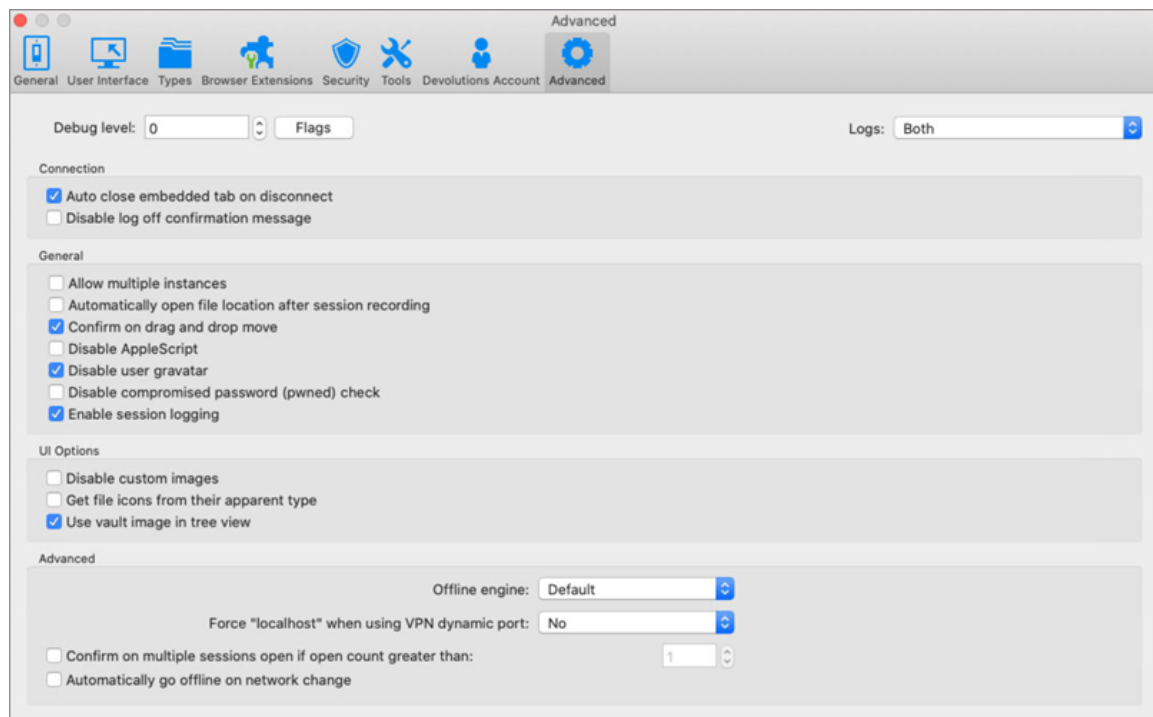 Advanced
General User Interface Types Browser Extensions Security Tools Devolutions Account Advanced
Debug level: 0 Flags Logs: Both
Connection
Auto close embedded tab on disconnect
Disable log off confirmation message
General
Allow multiple instances
Automatically open file location after session recording
Confirm on drag and drop move
Disable AppleScript
Disable user gravatar
Disable compromised password (pwned) check
Enable session logging
UI Options
Disable custom images
Get file icons from their apparent type
Use vault image in tree view
Advanced
Offline engine: Default
Force "localhost" when using VPN dynamic port: No
Confirm on multiple sessions open if open count greater than: 1
Automatically go offline on network change